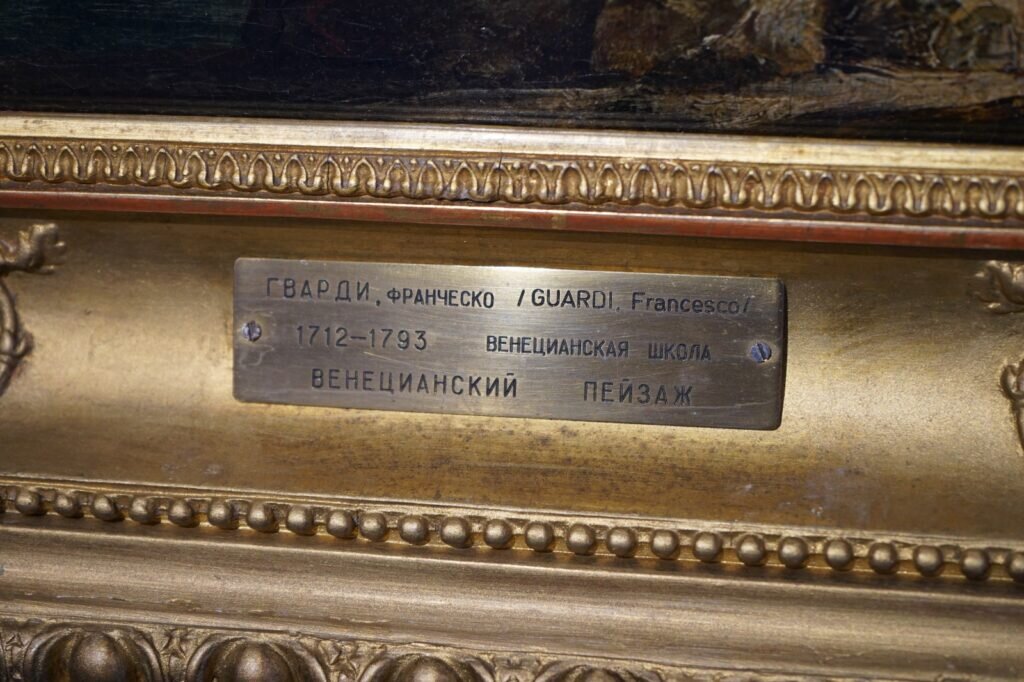 ГВАРДИ, ФРАНЧЕСКО /GUARDI, Francesco/
1712-1793 ВЕНЕЦИАНСКАЯ ШКОЛА
ВЕНЕЦИАНСКИЙ ПЕЙЗАЖ